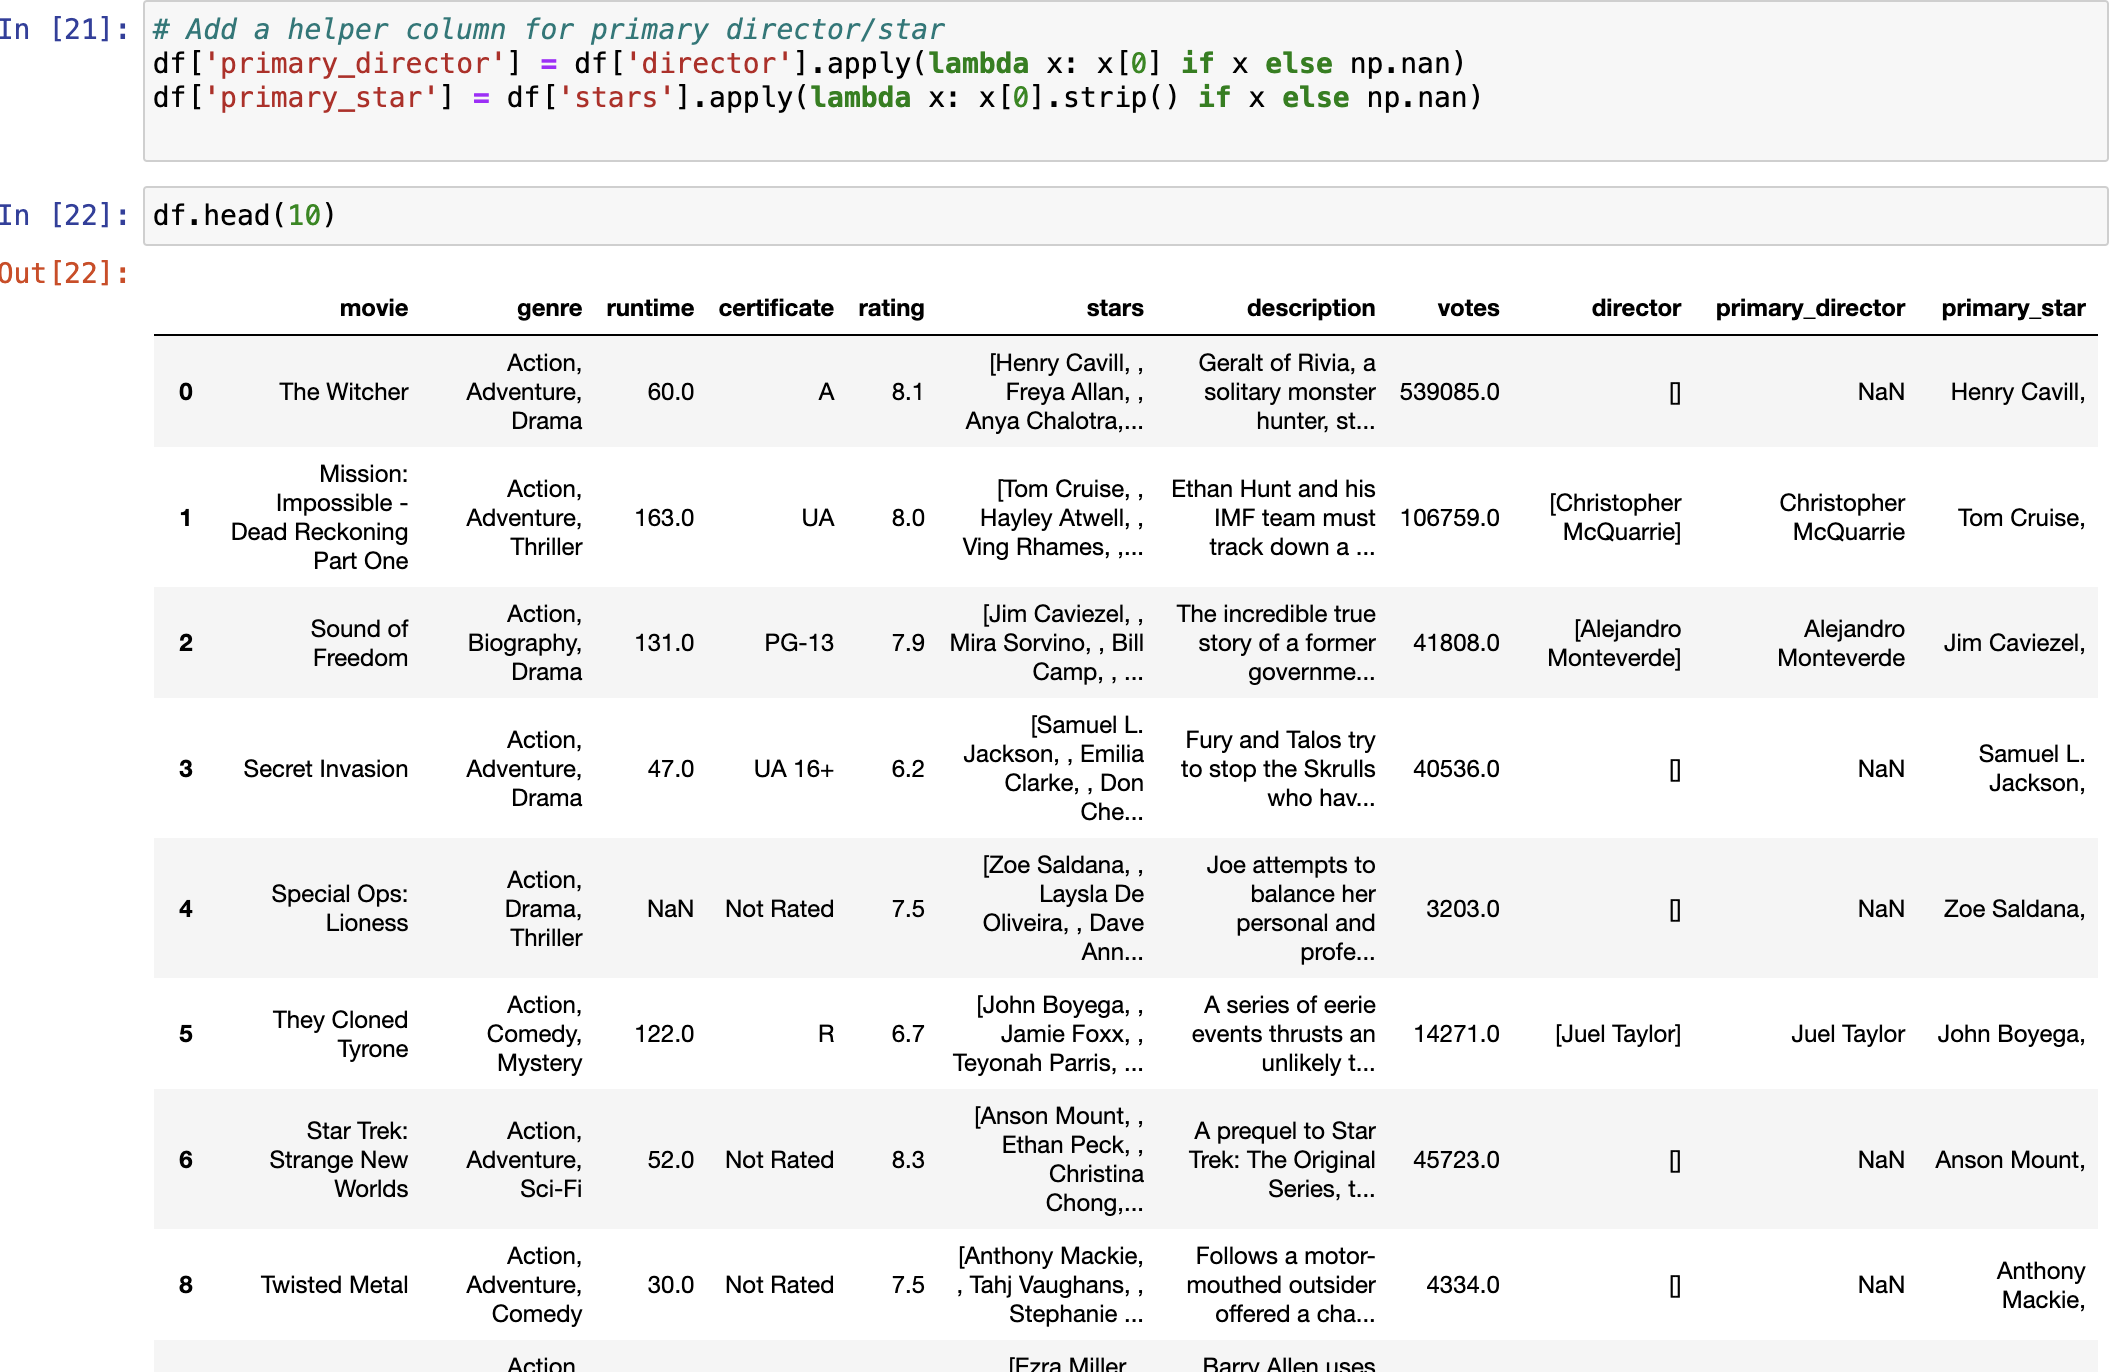 In [21]:
# Add a helper column for primary director/star
df['primary_director'] = df['director'].apply(lambda x: x[0] if x else np.nan)
df['primary_star'] = df['stars'].apply(lambda x: x[0].strip() if x else np.nan)
In [22]:
df.head(10)
Out[22]:
movie genre runtime certificate rating stars description votes director primary_director primary_star
0
The Witcher
Action,
Adventure,
Drama
60.0
A
8.1
[Henry Cavill, ,
Freya Allan, ,
Anya Chalotra,...
Geralt of Rivia, a
solitary monster
hunter, st...
539085.0
[]
NaN
Henry Cavill,
1
Mission:
Impossible -
Dead Reckoning
Part One
Action,
Adventure,
Thriller
163.0
UA
8.0
[Tom Cruise, ,
Hayley Atwell, ,
Ving Rhames, ,...
Ethan Hunt and his
IMF team must
track down a ...
106759.0
[Christopher
McQuarrie]
Christopher
McQuarrie
Tom Cruise,
2
Sound of
Freedom
Action,
Biography,
Drama
131.0
PG-13
7.9
[Jim Caviezel, ,
Mira Sorvino, , Bill
Camp, , ...
The incredible true
story of a former
governme...
41808.0
[Alejandro
Monteverde]
Alejandro
Monteverde
Jim Caviezel,
3
Secret Invasion
Action,
Adventure,
Drama
47.0
UA 16+
6.2
[Samuel L.
Jackson, , Emilia
Clarke, , Don
Che...
Fury and Talos try
to stop the Skrulls
who hav...
40536.0
[]
NaN
Samuel L.
Jackson,
4
Special Ops:
Lioness
Action,
Drama,
Thriller
NaN
Not Rated
7.5
[Zoe Saldana, ,
Laysla De
Oliveira, , Dave
Ann...
Joe attempts to
balance her
personal and
profe...
3203.0
[]
NaN
Zoe Saldana,
5
They Cloned
Tyrone
Action,
Comedy,
Mystery
122.0
R
6.7
[John Boyega, ,
Jamie Foxx, ,
Teyonah Parris, ...
A series of eerie
events thrusts an
unlikely t...
14271.0
[Juel Taylor]
Juel Taylor
John Boyega,
6
Star Trek:
Strange New
Worlds
Action,
Adventure,
Sci-Fi
52.0
Not Rated
8.3
[Anson Mount, ,
Ethan Peck, ,
Christina
Chong,...
A prequel to Star
Trek: The Original
Series, t...
45723.0
[]
NaN
Anson Mount,
8
Twisted Metal
Action,
Adventure,
Comedy
30.0
Not Rated
7.5
[Anthony Mackie,
, Tahj Vaughans, ,
Stephanie ...
Follows a motor-
mouthed outsider
offered a cha...
4334.0
[]
NaN
Anthony
Mackie,
Action
[Ezra Miller
Barry Allen uses